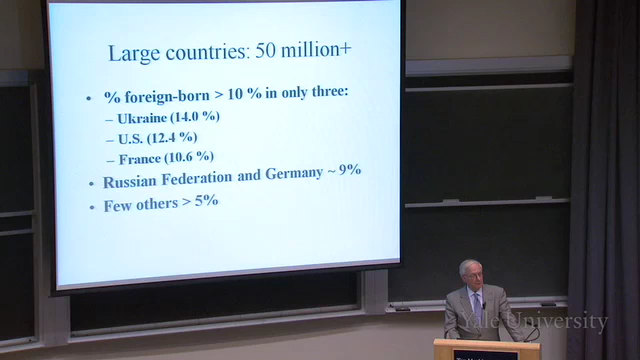 Large countries: 50 million+
• % foreign-born > 10 % in only three:
– Ukraine (14.0 %)
– U.S. (12.4 %)
– France (10.6 %)
• Russian Federation and Germany ~ 9%
• Few others > 5%
Yale University